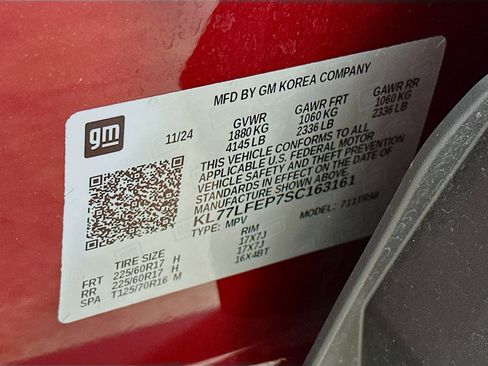 MFD BY GM KOREA COMPANY
gm
11/24
GVWR GAWR FRT GAWR RR
1880 KG 1060 KG 1060 KG
4145 LB 2336 LB 2336 LB
THIS VEHICLE CONFORMS TO ALL
APPLICABLE U.S. FEDERAL MOTOR
VEHICLE SAFETY AND THEFT PREVENTION
STANDARDS IN EFFECT ON THE DATE OF
MANUFACTURE SHOWN ABOVE.
KL77LFEP7SC163161
TYPE: MPV MODEL: 711TR58
TIRE SIZE RIM
FRT 225/60R17 H 17X7J
RR 225/60R17 H 17X7J
SPA T125/70R16 M 16X4BT